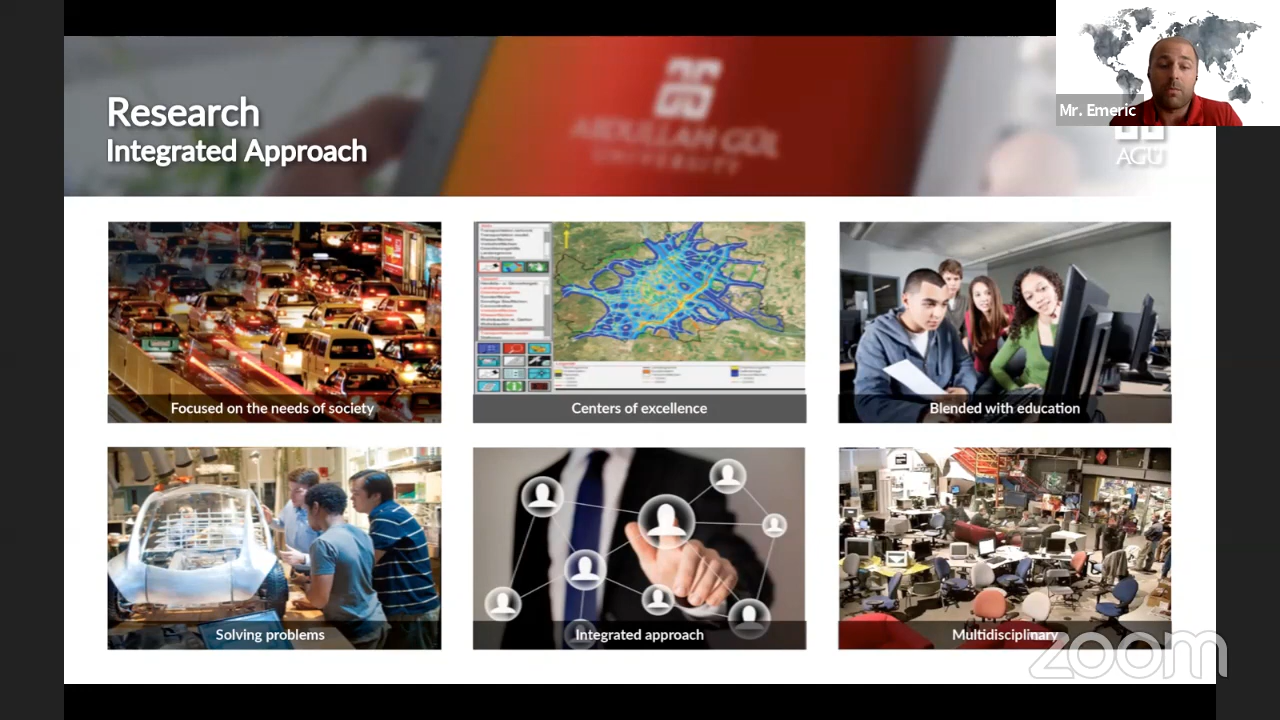 Research
Integrated Approach
ABDULLAH GÜL
UNIVERSITY
Mr. Emeric
AGU
Focused on the needs of society
Centers of excellence
Blended with education
Solving problems
Integrated approach
Multidisciplinary
zoom